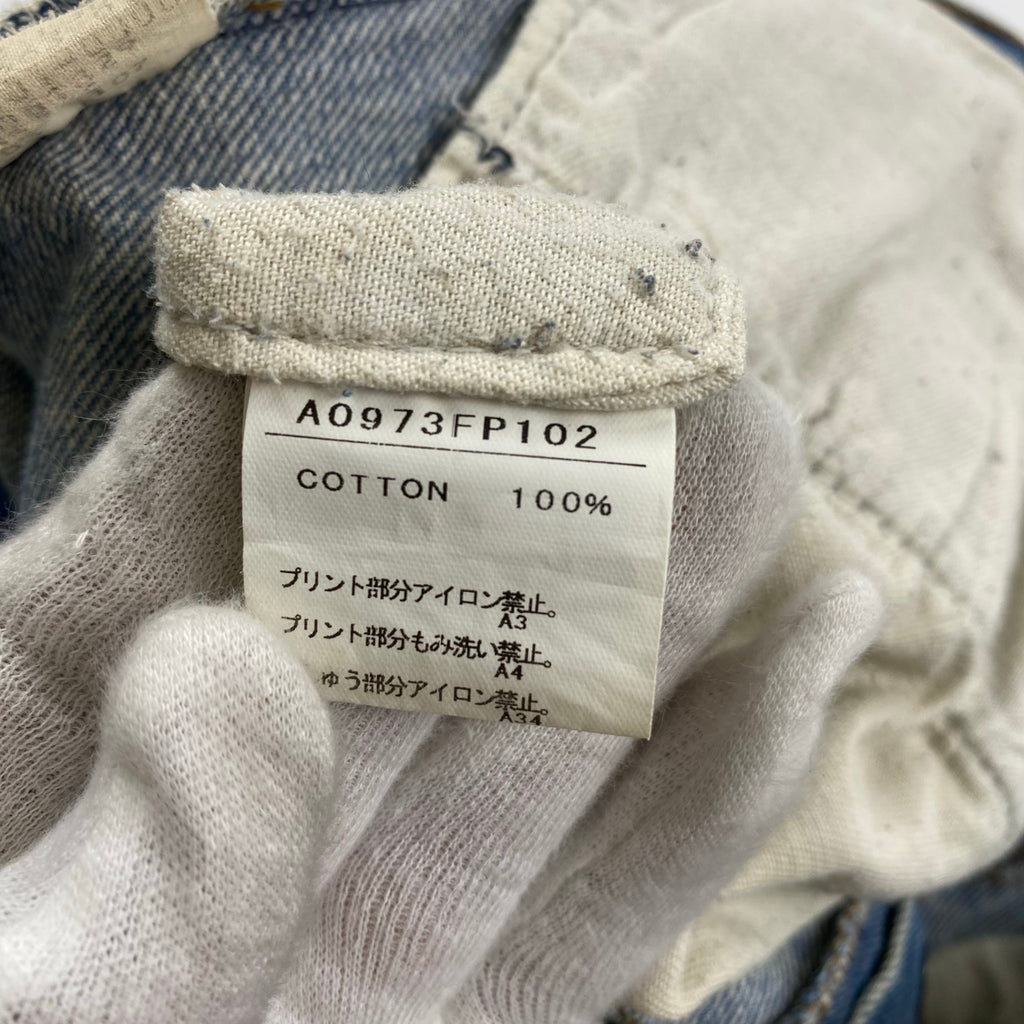 A0973FP102
COTTON 100%
プリント部分アイロン禁止。
A3
プリント部分もみ洗い禁止。
A4
ゅう部分アイロン禁止。
A34